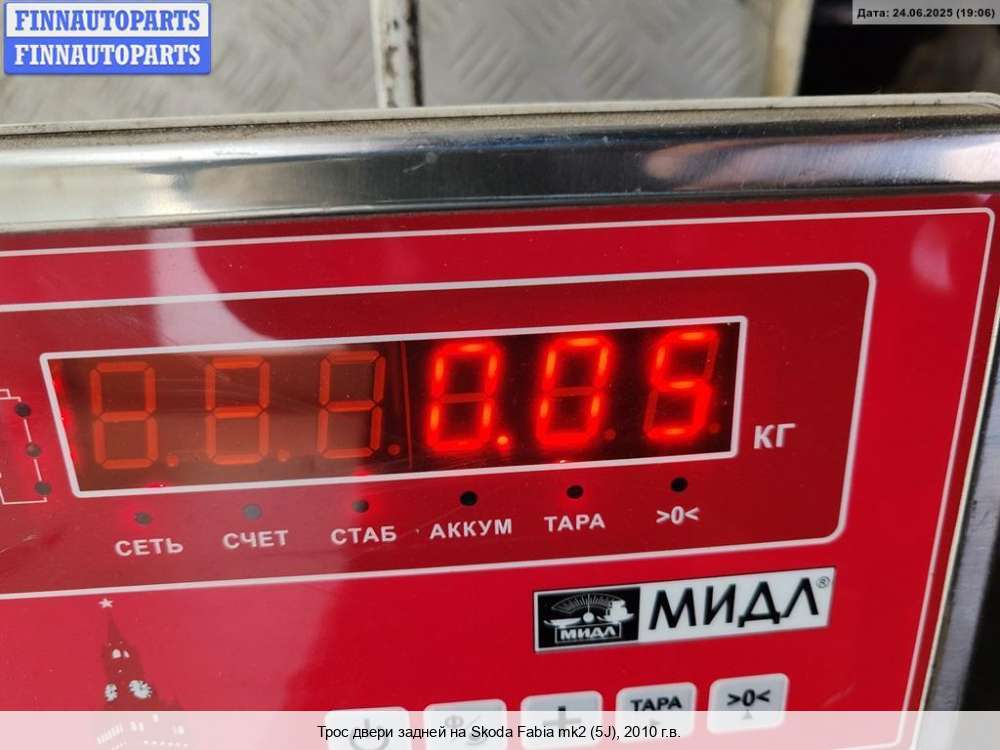 FINNAUTOPARTS
FINNAUTOPARTS
Дата: 24.06.2025 (19:06)
0.05 КГ
СЕТЬ СЧЕТ СТАБ АККУМ ТАРА >0<
МИДЛ МИДЛ®
ТАРА >0<
Трос двери задней на Skoda Fabia mk2 (5J), 2010 г.в.